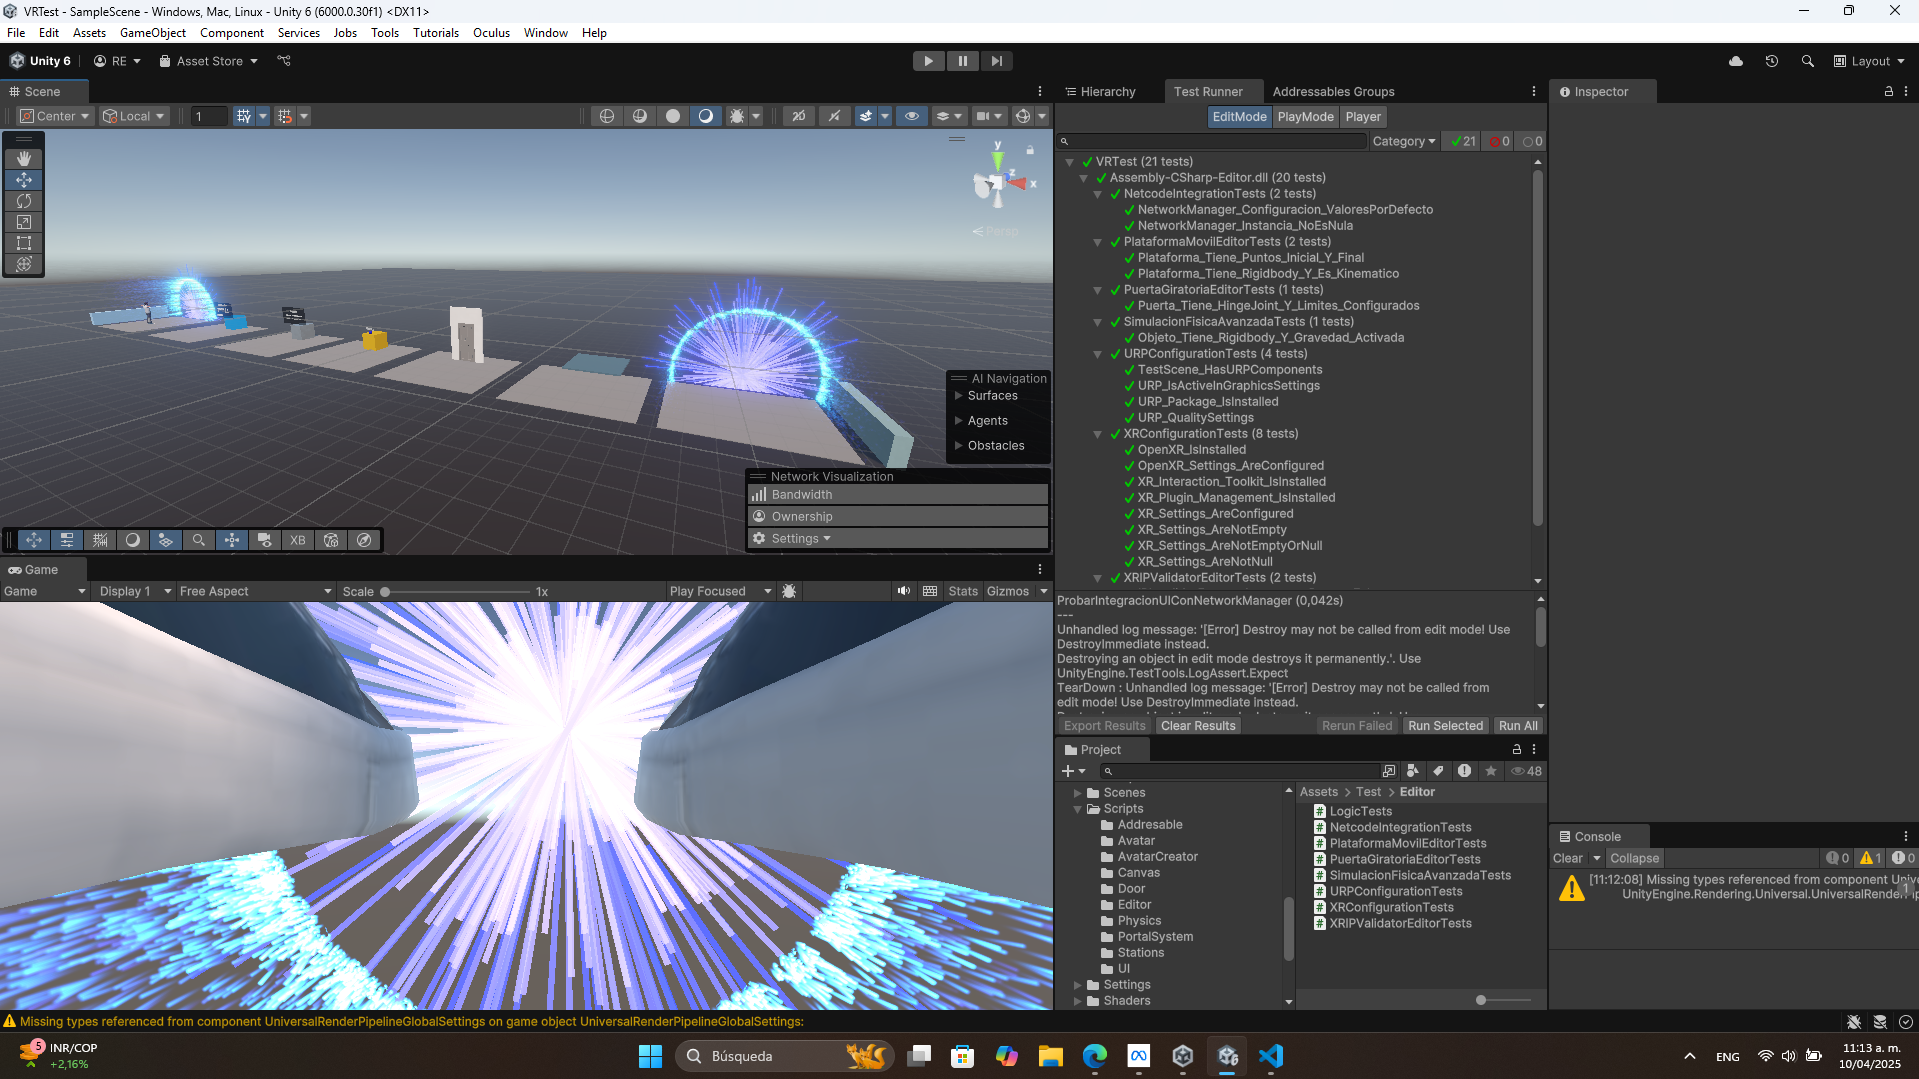 VRTest - SampleScene - Windows, Mac, Linux - Unity 6 (6000.0.30f1) <DX11>
File Edit Assets GameObject Component Services Jobs Tools Tutorials Oculus Window Help
Unity 6 RE Asset Store Layout
Scene
Center Local 1 2D
y
z
x
Persp
AI Navigation
Surfaces
Agents
Obstacles
Network Visualization
Bandwidth
Ownership
Settings
XB
Game
Game Display 1 Free Aspect Scale 1x Play Focused Stats Gizmos
Hierarchy Test Runner Addressables Groups
EditMode PlayMode Player
Category 21 0 0
VRTest (21 tests)
Assembly-CSharp-Editor.dll (20 tests)
NetcodeIntegrationTests (2 tests)
NetworkManager_Configuracion_ValoresPorDefecto
NetworkManager_Instancia_NoEsNula
PlataformaMovilEditorTests (2 tests)
Plataforma_Tiene_Puntos_Inicial_Y_Final
Plataforma_Tiene_Rigidbody_Y_Es_Kinematico
PuertaGiratoriaEditorTests (1 tests)
Puerta_Tiene_HingeJoint_Y_Limites_Configurados
SimulacionFisicaAvanzadaTests (1 tests)
Objeto_Tiene_Rigidbody_Y_Gravedad_Activada
URPConfigurationTests (4 tests)
TestScene_HasURPComponents
URP_IsActiveInGraphicsSettings
URP_Package_IsInstalled
URP_QualitySettings
XRConfigurationTests (8 tests)
OpenXR_IsInstalled
OpenXR_Settings_AreConfigured
XR_Interaction_Toolkit_IsInstalled
XR_Plugin_Management_IsInstalled
XR_Settings_AreConfigured
XR_Settings_AreNotEmpty
XR_Settings_AreNotEmptyOrNull
XR_Settings_AreNotNull
XRIPValidatorEditorTests (2 tests)
ProbarIntegracionUIConNetworkManager (0,042s)
---
Unhandled log message: '[Error] Destroy may not be called from edit mode! Use
DestroyImmediate instead.
Destroying an object in edit mode destroys it permanently.'. Use
UnityEngine.TestTools.LogAssert.Expect
TearDown : Unhandled log message: '[Error] Destroy may not be called from
edit mode! Use DestroyImmediate instead.
Export Results Clear Results Rerun Failed Run Selected Run All
Project
48
Scenes
Scripts
Addresable
Avatar
AvatarCreator
Canvas
Door
Editor
Physics
PortalSystem
Stations
UI
Settings
Shaders
Assets > Test > Editor
LogicTests
NetcodeIntegrationTests
PlataformaMovilEditorTests
PuertaGiratoriaEditorTests
SimulacionFisicaAvanzadaTests
URPConfigurationTests
XRConfigurationTests
XRIPValidatorEditorTests
Inspector
Console
Clear Collapse 0 1 0
[11:12:08] Missing types referenced from component Unive
UnityEngine.Rendering.Universal.UniversalRenderPip
1
Missing types referenced from component UniversalRenderPipelineGlobalSettings on game object UniversalRenderPipelineGlobalSettings:
5
INR/COP
+2,16%
Búsqueda
ENG
11:13 a. m.
10/04/2025